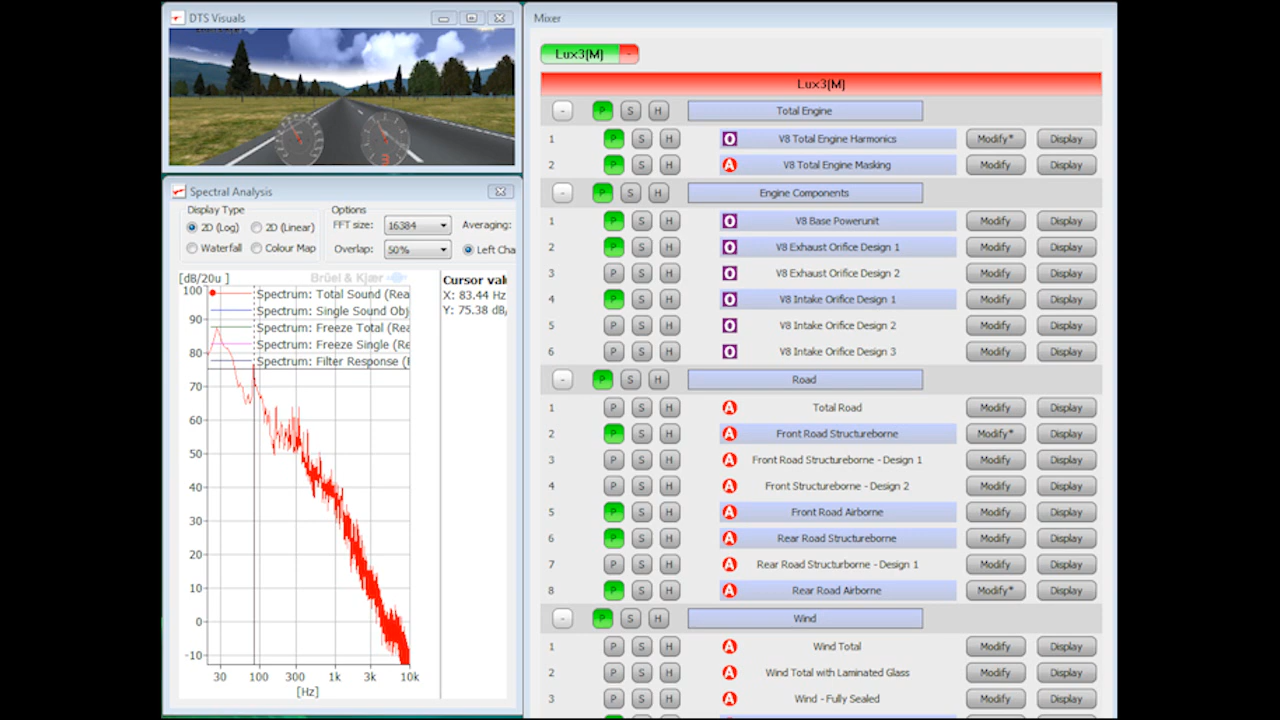 DTS Visuals
Spectral Analysis
Display Type
2D (Log) 2D (Linear)
Waterfall Colour Map
Options
FFT size: 16384 Averaging:
Overlap: 50% Left Cha
[dB/20u ]
Brüel & Kjær
Cursor val
X: 83.44 Hz
Y: 75.38 dB/
Spectrum: Total Sound (Rea
Spectrum: Single Sound Obj
Spectrum: Freeze Total (Rea
Spectrum: Freeze Single (Re
Spectrum: Filter Response (
100
90
80
70
60
50
40
30
20
10
0
-10
30 100 300 1k 3k 10k
[Hz]
Mixer
Lux3[M] -
Lux3[M]
- P S H Total Engine
1 P S H O V8 Total Engine Harmonics Modify* Display
2 P S H A V8 Total Engine Masking Modify Display
- P S H Engine Components
1 P S H O V8 Base Powerunit Modify Display
2 P S H O V8 Exhaust Orifice Design 1 Modify Display
3 P S H O V8 Exhaust Orifice Design 2 Modify Display
4 P S H O V8 Intake Orifice Design 1 Modify Display
5 P S H O V8 Intake Orifice Design 2 Modify Display
6 P S H O V8 Intake Orifice Design 3 Modify Display
- P S H Road
1 P S H A Total Road Modify Display
2 P S H A Front Road Structureborne Modify* Display
3 P S H A Front Road Structureborne - Design 1 Modify Display
4 P S H A Front Structureborne - Design 2 Modify Display
5 P S H A Front Road Airborne Modify Display
6 P S H A Rear Road Structureborne Modify Display
7 P S H A Rear Road Structurborne - Design 1 Modify Display
8 P S H A Rear Road Airborne Modify* Display
- P S H Wind
1 P S H A Wind Total Modify Display
2 P S H A Wind Total with Laminated Glass Modify Display
3 P S H A Wind - Fully Sealed Modify Display